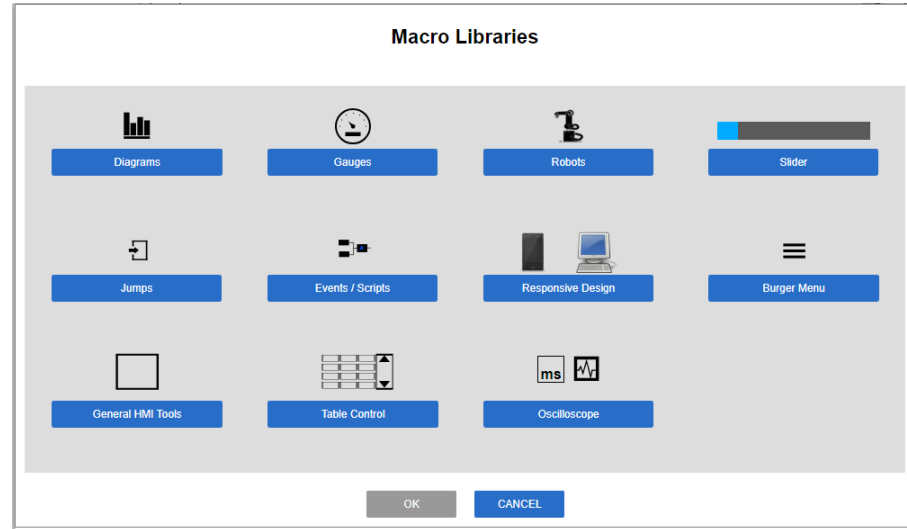 Macro Libraries
Diagrams
Gauges
Robots
Slider
Jumps
Events / Scripts
Responsive Design
Burger Menu
ms
General HMI Tools
Table Control
Oscilloscope
OK
CANCEL